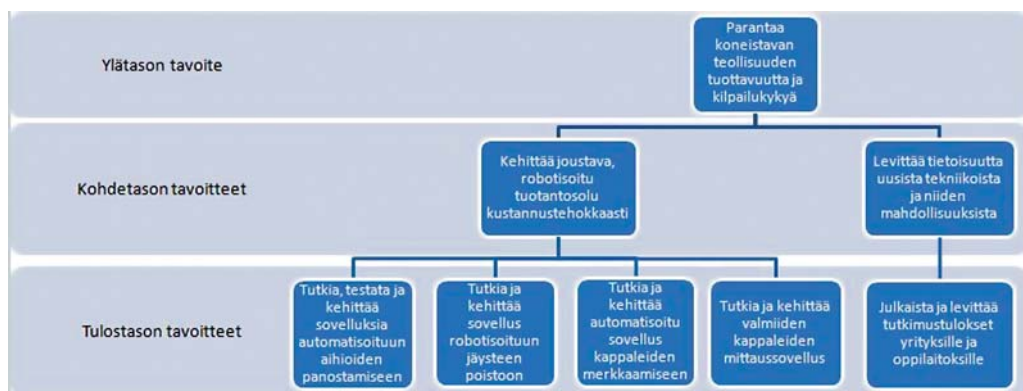 Ylätason tavoite
Parantaa
koneistavan
teollisuuden
tuottavuutta ja
kilpailukykyä
Kohdetason tavoitteet
Kehittää joustava,
robotisoitu
tuotantosolu
kustannustehokkaasti
Levittää tietoisuutta
uusista tekniikoista
ja niiden
mahdollisuuksista
Tulostason tavoitteet
Tutkia, testata ja
kehittää
sovelluksia
automatisoituun
aihioiden
panostamiseen
Tutkia ja
kehittää
sovellus
robotisoituun
jäysteen
poistoon
Tutkia ja
kehittää
automatisoitu
sovellus
kappaleiden
merkkaamiseen
Tutkia ja kehittää
valmiiden
kappaleiden
mittaussovellus
Julkaista ja levittää
tutkimustulokset
yrityksille ja
oppilaitoksille